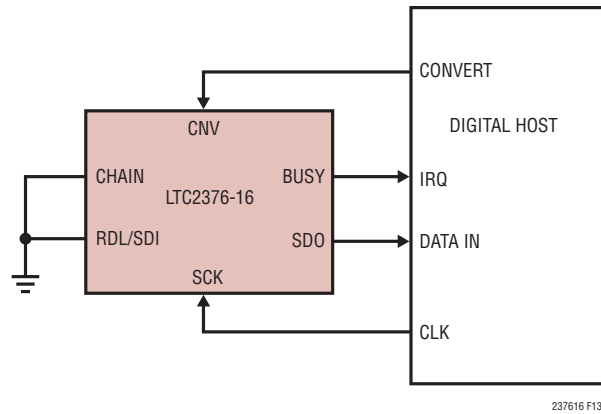 CONVERT
CNV
DIGITAL HOST
CHAIN
BUSY
IRQ
LTC2376-16
RDL/SDI
SDO
DATA IN
SCK
CLK
237616 F13